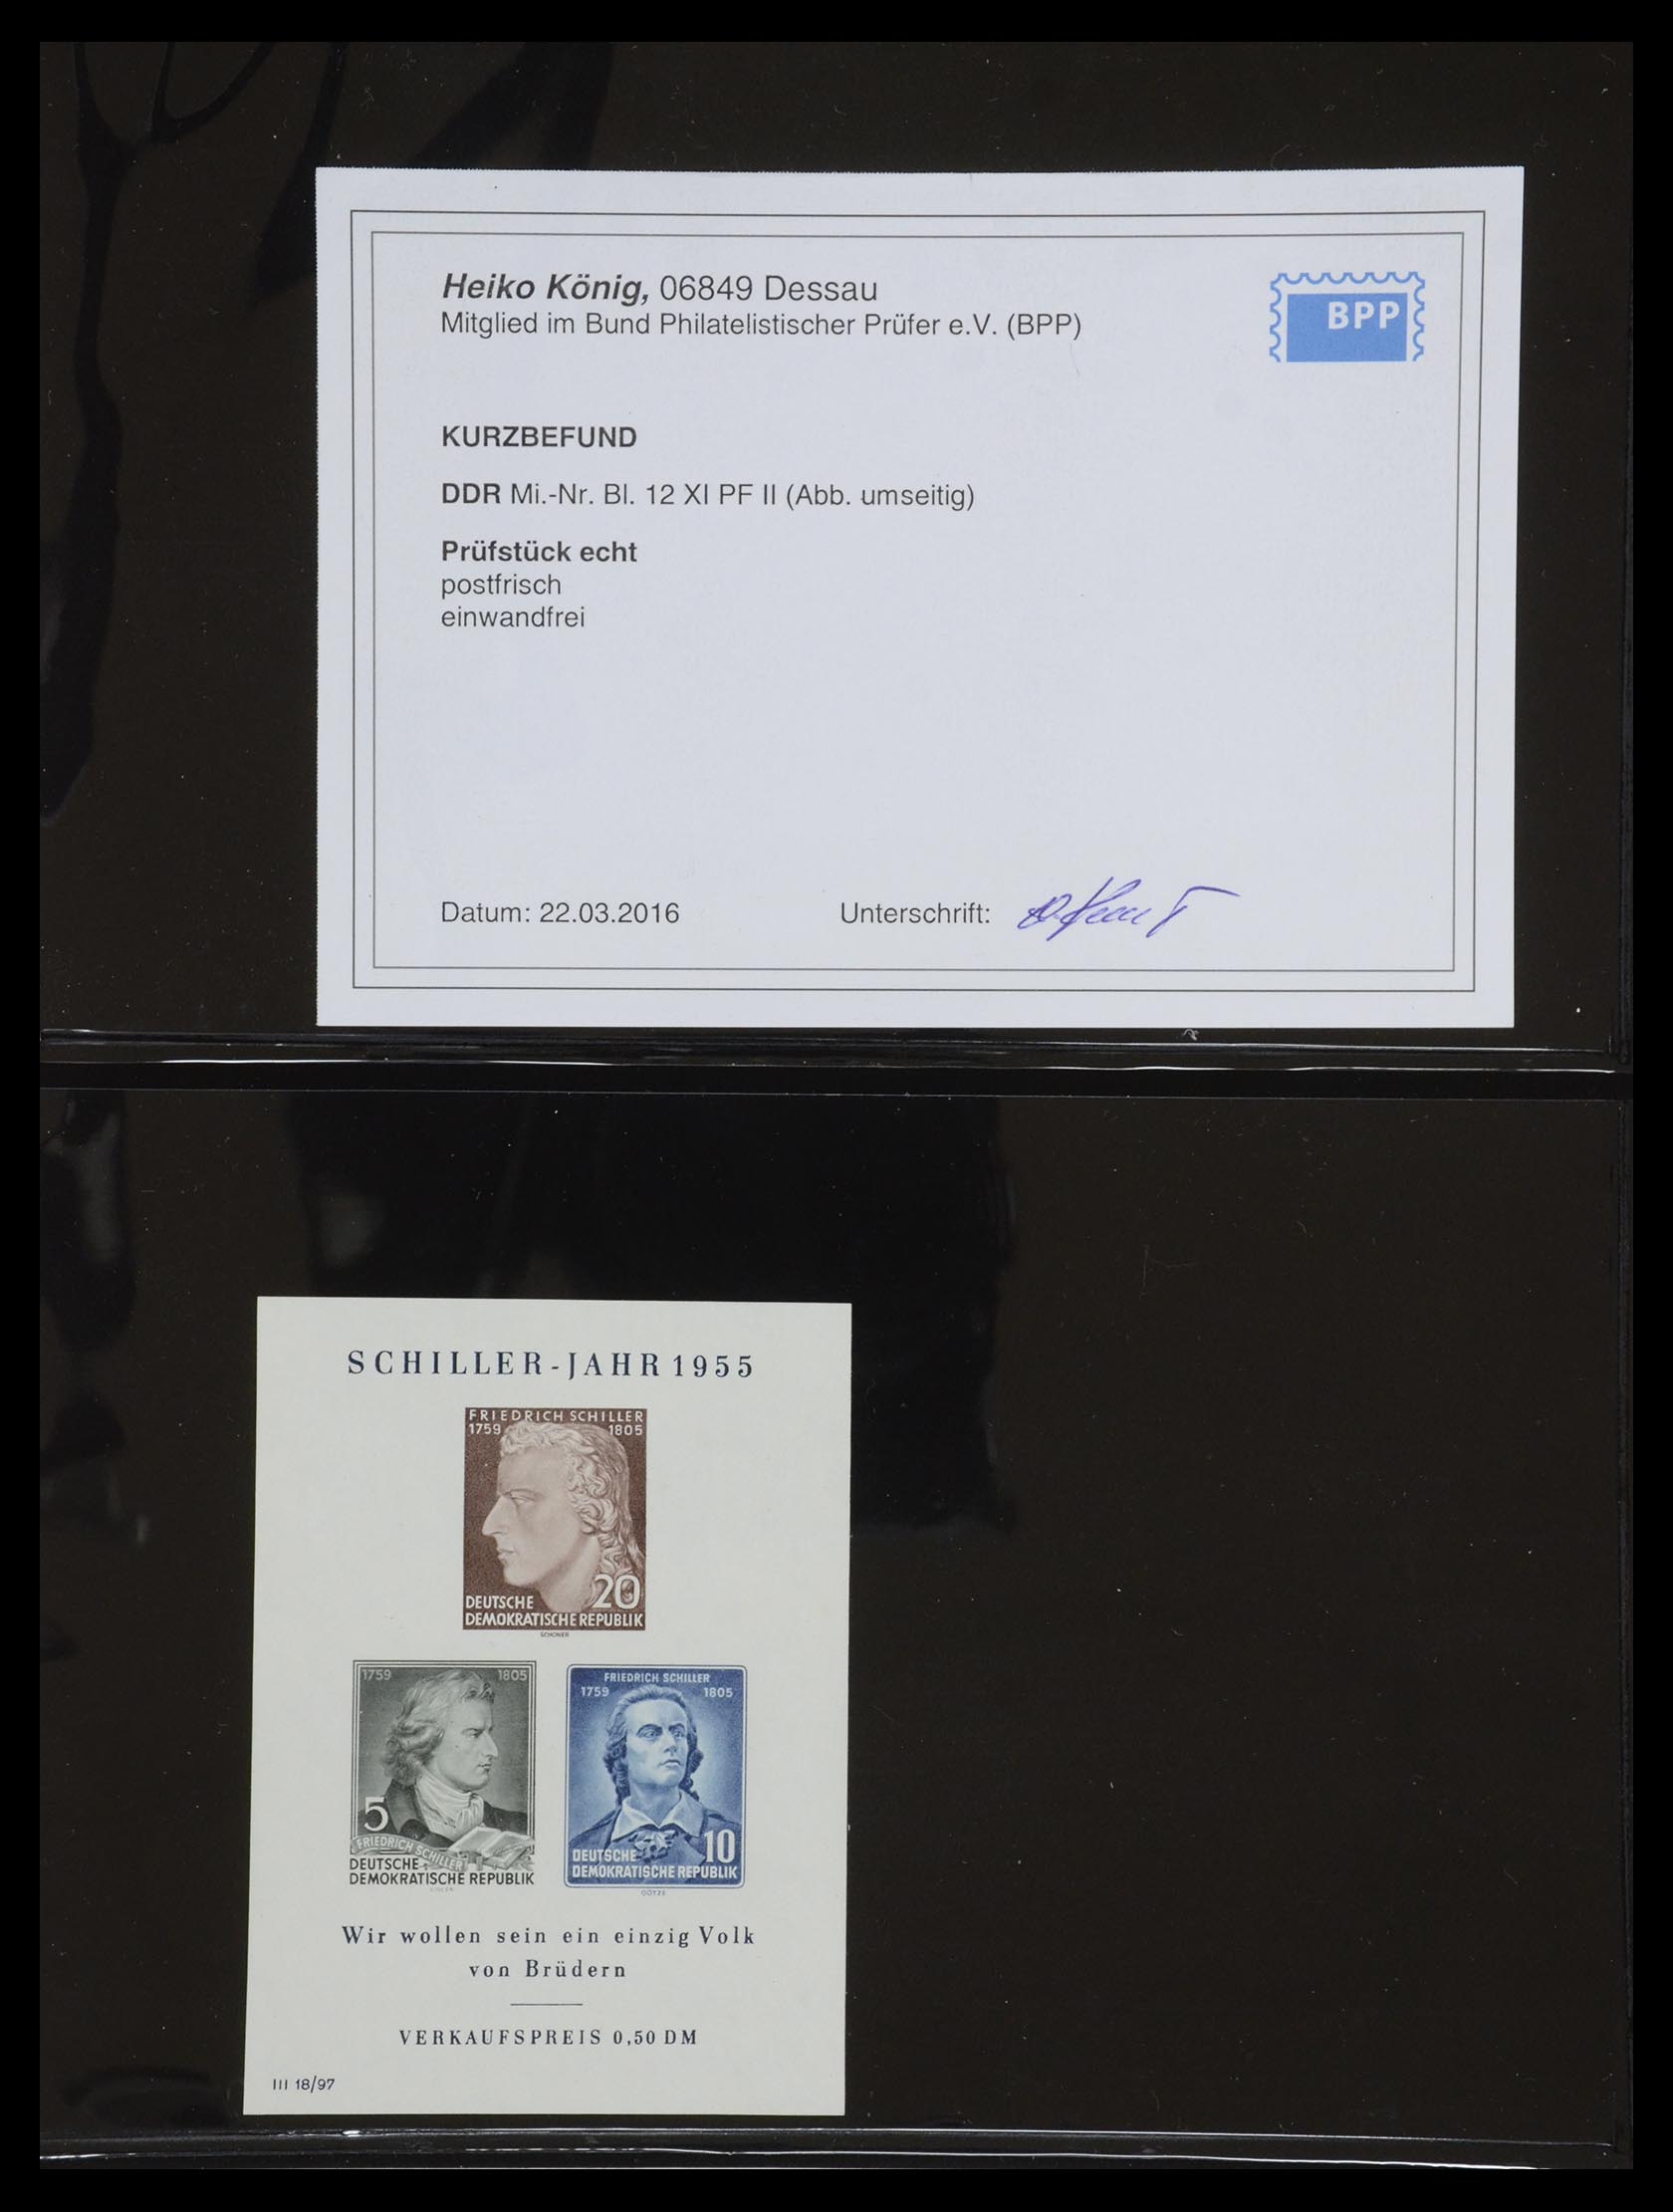 Heiko König, 06849 Dessau
Mitglied im Bund Philatelistischer Prüfer e.V. (BPP)
BPP
KURZBEFUND
DDR Mi.-Nr. Bl. 12 XI PF II (Abb. umseitig)
Prüfstück echt
postfrisch
einwandfrei
Datum: 22.03.2016
Unterschrift:
SCHILLER-JAHR 1955
FRIEDRICH SCHILLER
1759 1805
20
DEUTSCHE
DEMOKRATISCHE REPUBLIK
1759 1805
5
FRIEDRICH SCHILLER
DEUTSCHE
DEMOKRATISCHE REPUBLIK
FRIEDRICH SCHILLER
1759 1805
10
DEUTSCHE
DEMOKRATISCHE REPUBLIK
GÖTZE
Wir wollen sein ein einzig Volk
von Brüdern
VERKAUFSPREIS 0,50 DM
III 18/97